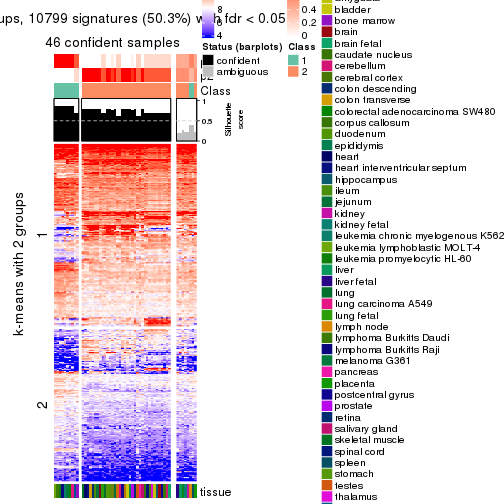 ups, 10799 signatures (50.3%) with fdr < 0.05
46 confident samples
p2
Class
1
0.5
0
Silhouette
score
k-means with 2 groups
1
2
tissue
8
6
4
0.4
0.2
0
Status (barplots)
confident
ambiguous
Class
1
2
bladder
bone marrow
brain
brain fetal
caudate nucleus
cerebellum
cerebral cortex
colon descending
colon transverse
colorectal adenocarcinoma SW480
corpus callosum
duodenum
epididymis
heart
heart interventricular septum
hippocampus
ileum
jejunum
kidney
kidney fetal
leukemia chronic myelogenous K562
leukemia lymphoblastic MOLT-4
leukemia promyelocytic HL-60
liver
liver fetal
lung
lung carcinoma A549
lung fetal
lymph node
lymphoma Burkitts Daudi
lymphoma Burkitts Raji
melanoma G361
pancreas
placenta
postcentral gyrus
prostate
retina
salivary gland
skeletal muscle
spinal cord
spleen
stomach
testes
thalamus